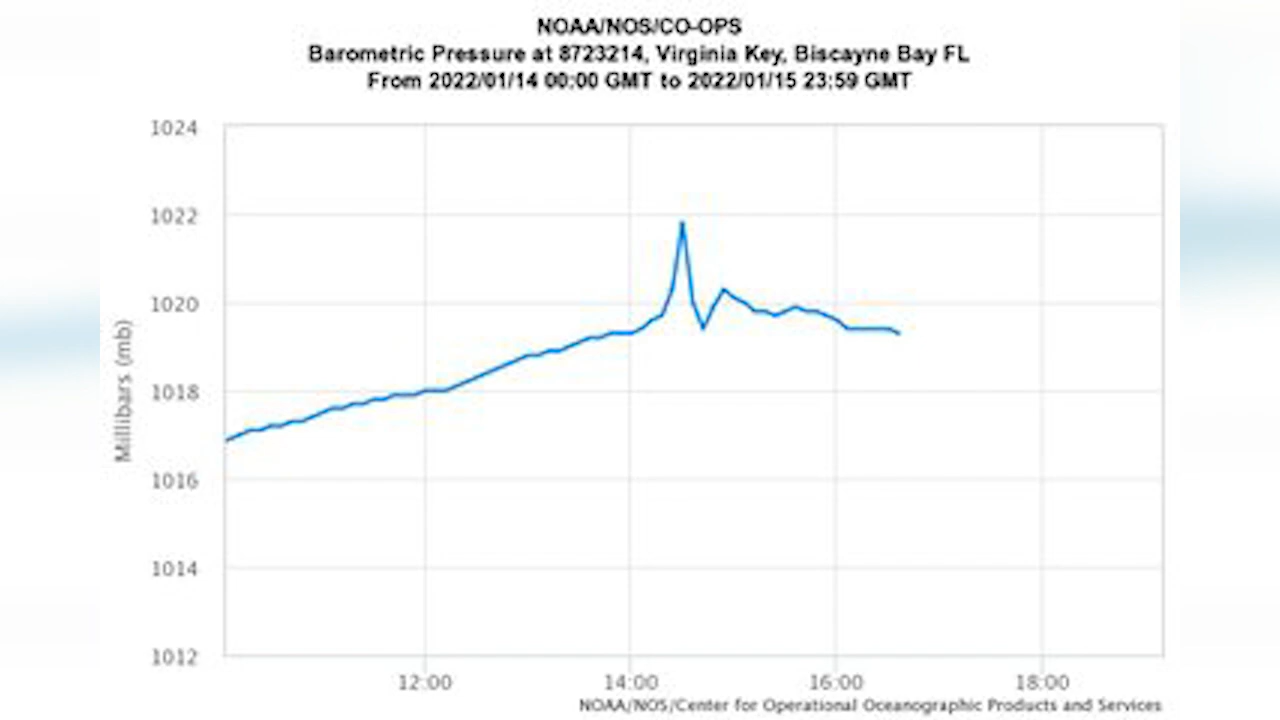 NOAA/NOS/CO-OPS
Barometric Pressure at 8723214, Virginia Key, Biscayne Bay FL
From 2022/01/14 00:00 GMT to 2022/01/15 23:59 GMT
1024
1022
1020
1018
1016
1014
1012
Millibars (mb)
12:00 14:00 16:00 18:00
NOAA/NOS/Center for Operational Oceanographic Products and Services